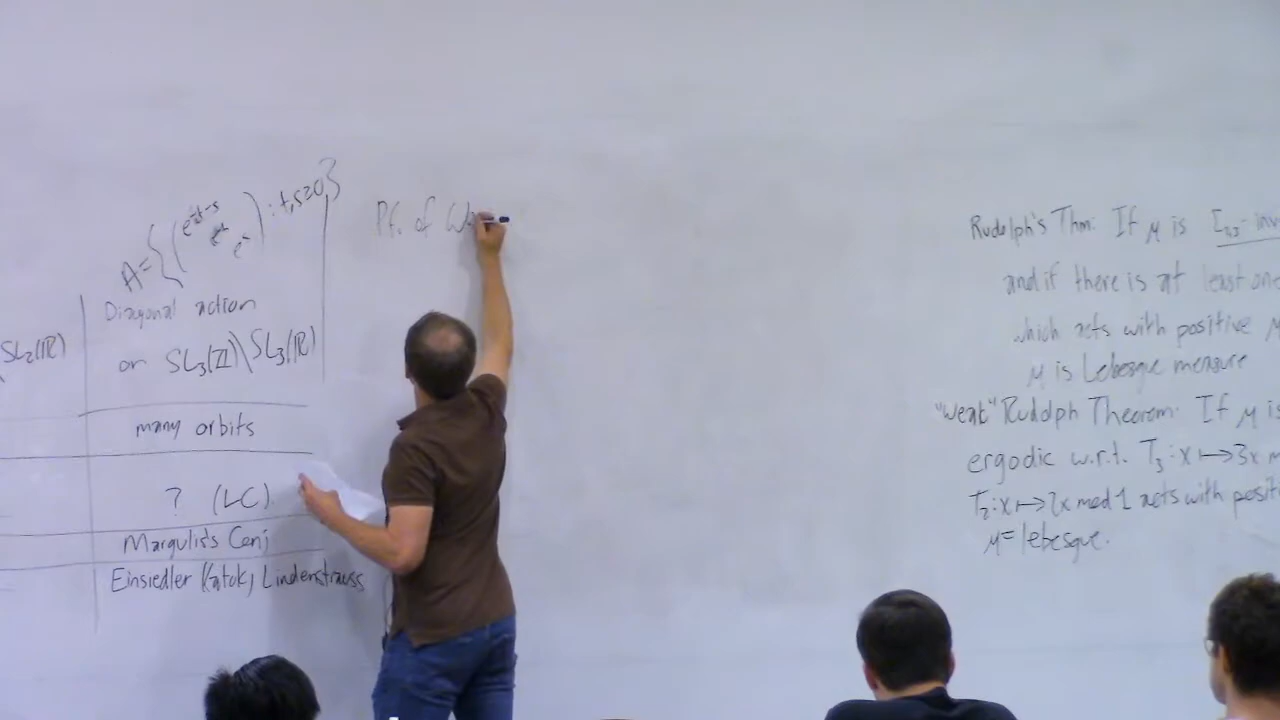 A={(e^{-t-s} e^t e^s) : t,s≥0}
Diagonal action
on SL₃(ℤ)\SL₃(ℝ)
SL₂(ℝ)
many orbits
? (LC)
Margulis's Conj
Einsiedler Katok, Lindenstrauss
Pf. of W
Rudolph's Thm: If μ is
and if there is at least one
which acts with positive
μ is Lebesgue measure
"weak" Rudolph Theorem: If μ is
ergodic w.r.t. T₃:x↦3x
T₂:x↦2x mod 1 acts with positi
μ=lebesgue.